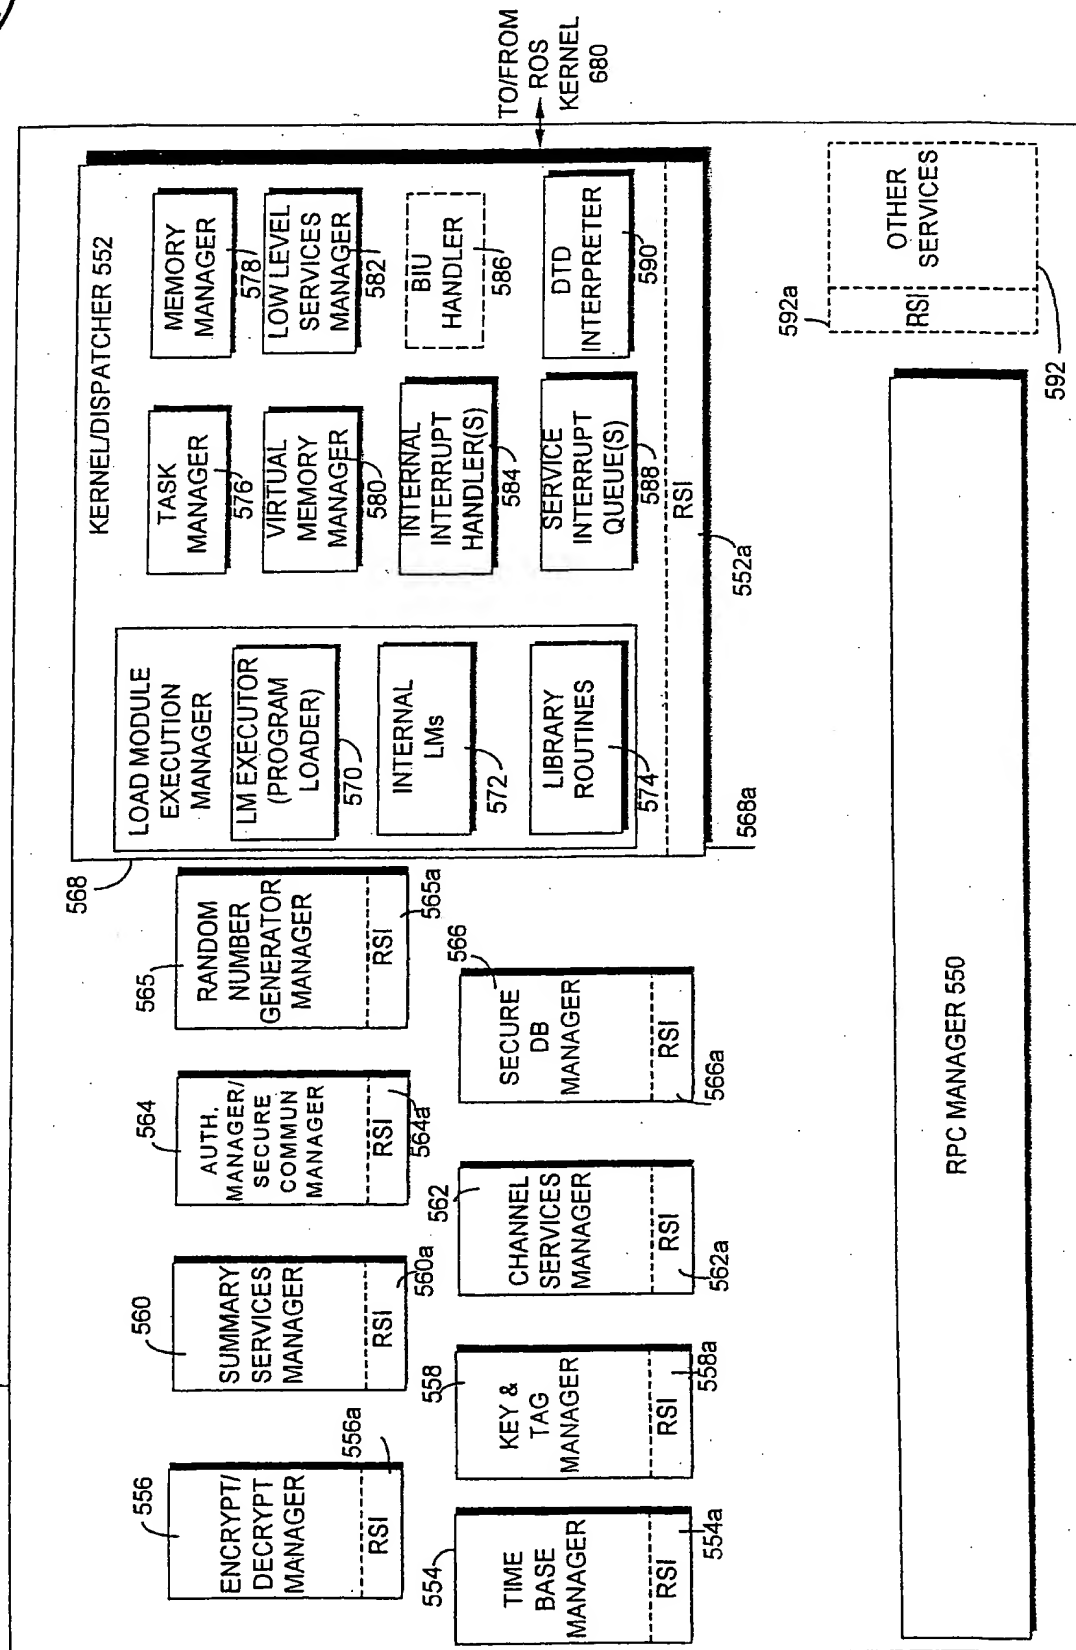 TO/FROM
ROS
KERNEL
680
KERNEL/DISPATCHER 552
LOAD MODULE
EXECUTION
MANAGER
568
LM EXECUTOR
(PROGRAM
LOADER)
570
INTERNAL
LMs
572
LIBRARY
ROUTINES
574
568a
TASK
MANAGER
576
MEMORY
MANAGER
578
VIRTUAL
MEMORY
MANAGER
580
LOW LEVEL
SERVICES
MANAGER
582
INTERNAL
INTERRUPT
HANDLER(S)
584
BIU
HANDLER
586
SERVICE
INTERRUPT
QUEUE(S)
588
DTD
INTERPRETER
590
RSI
552a
556
ENCRYPT/
DECRYPT
MANAGER
RSI
556a
560
SUMMARY
SERVICES
MANAGER
RSI
560a
564
AUTH.
MANAGER/
SECURE
COMMUN
MANAGER
RSI
564a
565
RANDOM
NUMBER
GENERATOR
MANAGER
RSI
565a
554
TIME
BASE
MANAGER
RSI
554a
558
KEY &
TAG
MANAGER
RSI
558a
562
CHANNEL
SERVICES
MANAGER
RSI
562a
566
SECURE
DB
MANAGER
RSI
566a
592a
RSI
OTHER
SERVICES
592
RPC MANAGER 550